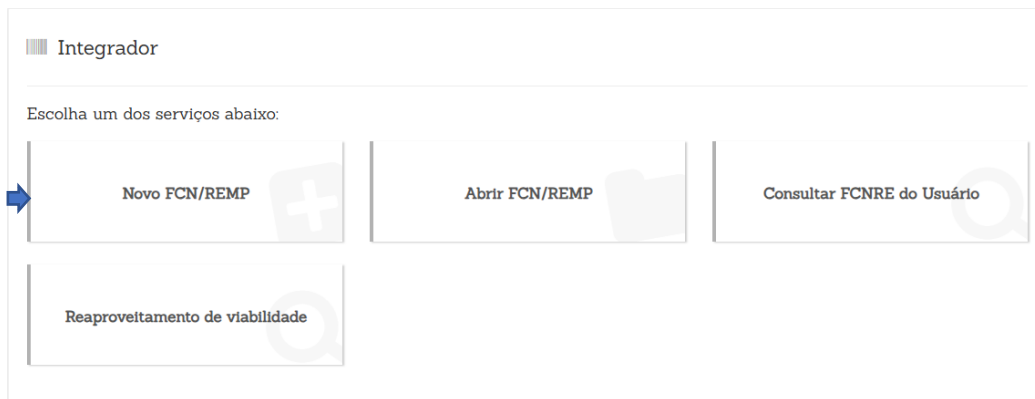 Integrador
Escolha um dos serviços abaixo:
Novo FCN/REMP
Abrir FCN/REMP
Consultar FCNRE do Usuário
Reaproveitamento de viabilidade